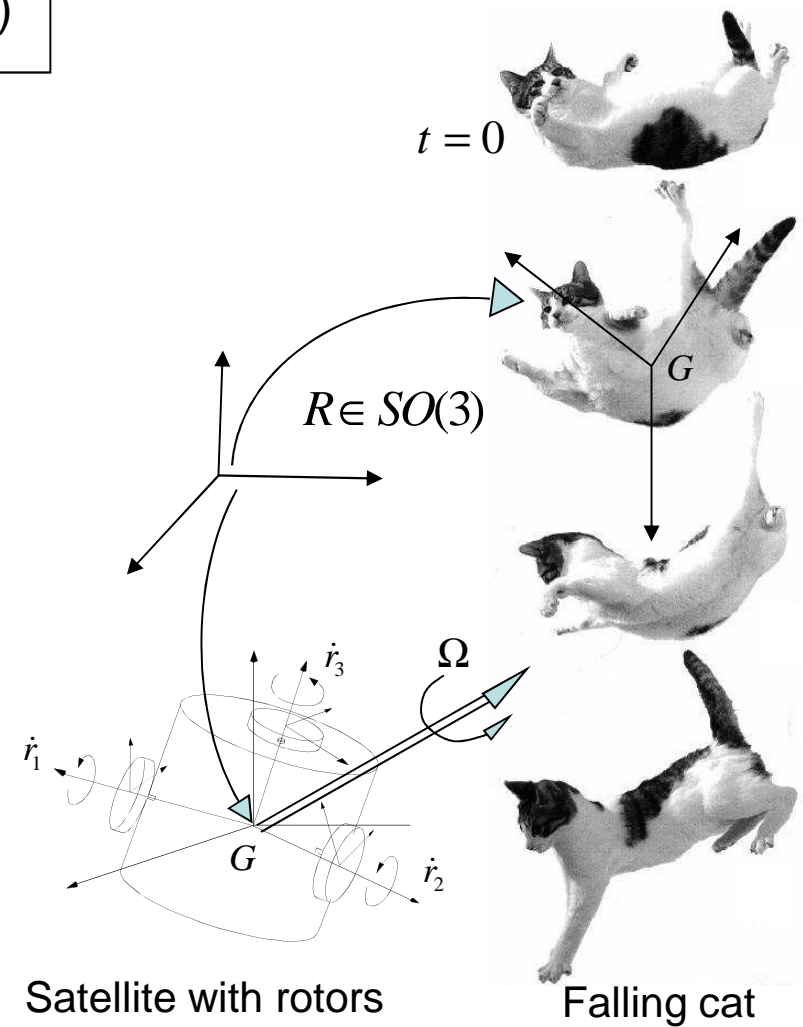 )
t = 0
G
R ∈ SO(3)
Ω
ṙ₃
ṙ₁
G
ṙ₂
Satellite with rotors
Falling cat